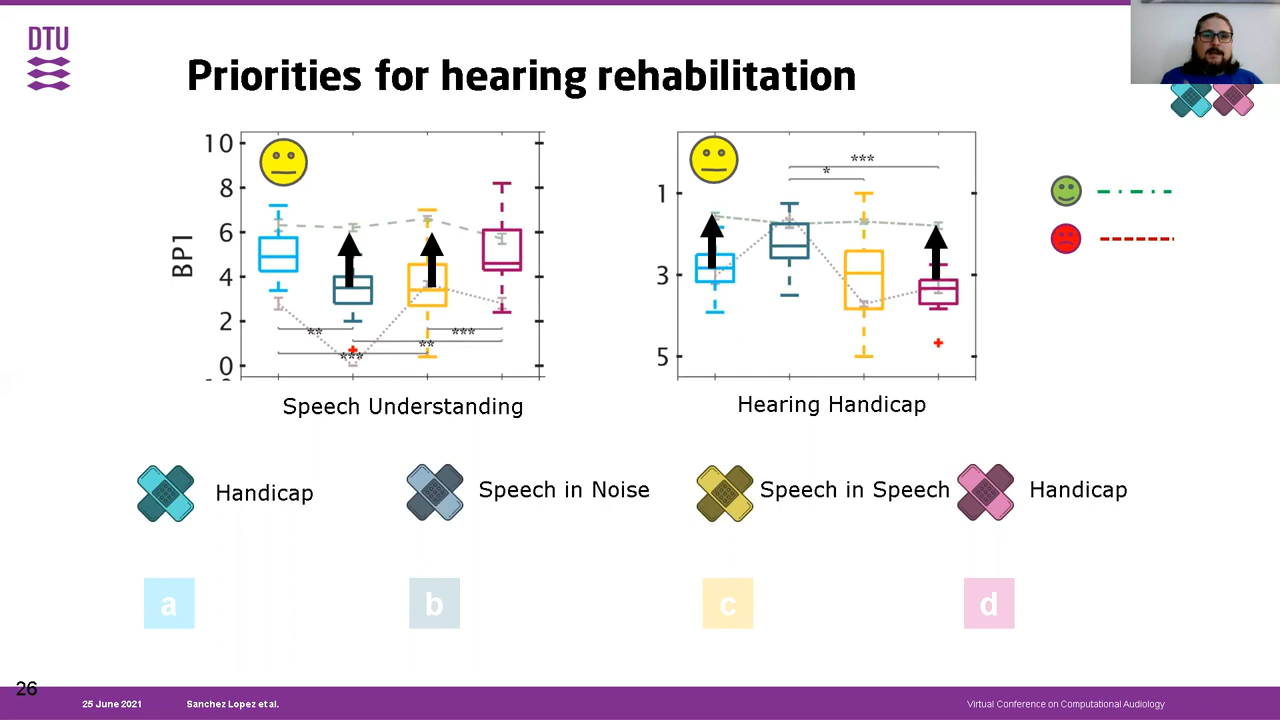 DTU
Priorities for hearing rehabilitation
10
8
6
4
2
0
BPI
**
***
**
***
Speech Understanding
1
3
5
***
*
Hearing Handicap
Handicap
Speech in Noise
Speech in Speech
Handicap
a
b
c
d
26
25 June 2021
Sanchez Lopez et al.
Virtual Conference on Computational Audiology